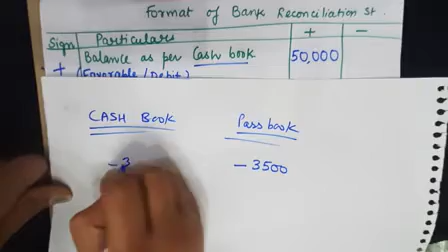 Format of Bank Reconciliation St.
Sign Particulars + -
Balance as per Cash book 50,000
+ (Favorable / Debit)
CASH Book Pass book
- 3 - 3500